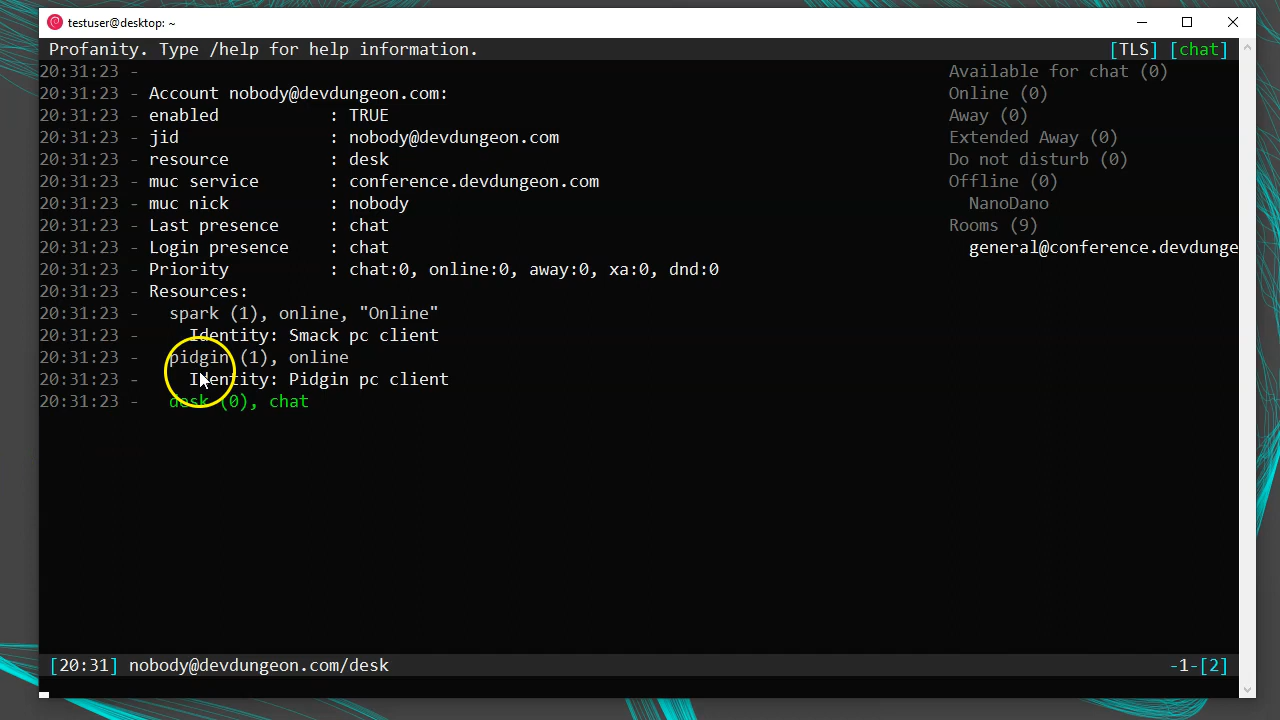 testuser@desktop: ~
Profanity. Type /help for help information. [TLS] [chat]
20:31:23 -
20:31:23 - Account nobody@devdungeon.com:
20:31:23 - enabled : TRUE
20:31:23 - jid : nobody@devdungeon.com
20:31:23 - resource : desk
20:31:23 - muc service : conference.devdungeon.com
20:31:23 - muc nick : nobody
20:31:23 - Last presence : chat
20:31:23 - Login presence : chat
20:31:23 - Priority : chat:0, online:0, away:0, xa:0, dnd:0
20:31:23 - Resources:
20:31:23 - spark (1), online, "Online"
20:31:23 - Identity: Smack pc client
20:31:23 - pidgin (1), online
20:31:23 - Identity: Pidgin pc client
20:31:23 - desk (0), chat
Available for chat (0)
Online (0)
Away (0)
Extended Away (0)
Do not disturb (0)
Offline (0)
NanoDano
Rooms (9)
general@conference.devdunge
[20:31] nobody@devdungeon.com/desk -1-[2]